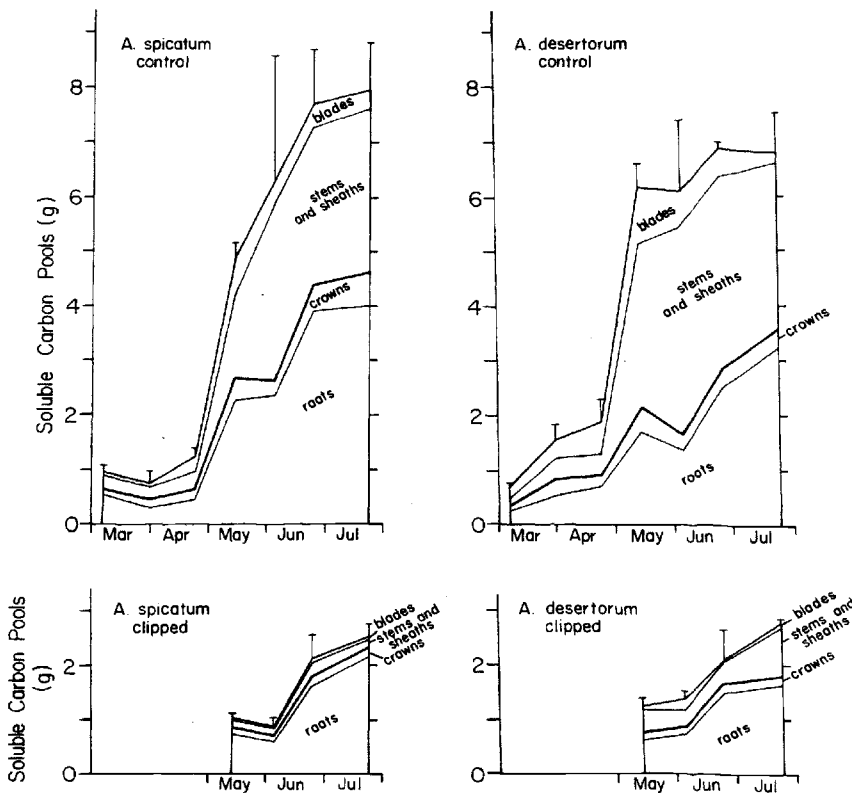 A. spicatum
control
8
6
4
2
0
Soluble Carbon Pools (g)
blades
stems
and sheaths
crowns
roots
Mar Apr May Jun Jul
A. desertorum
control
8
6
4
2
0
blades
stems
and sheaths
crowns
roots
Mar Apr May Jun Jul
A. spicatum
clipped
2
0
Soluble Carbon Pools
(g)
blades
stems and
sheaths
crowns
roots
May Jun Jul
A. desertorum
clipped
2
0
blades
stems and
sheaths
crowns
roots
May Jun Jul